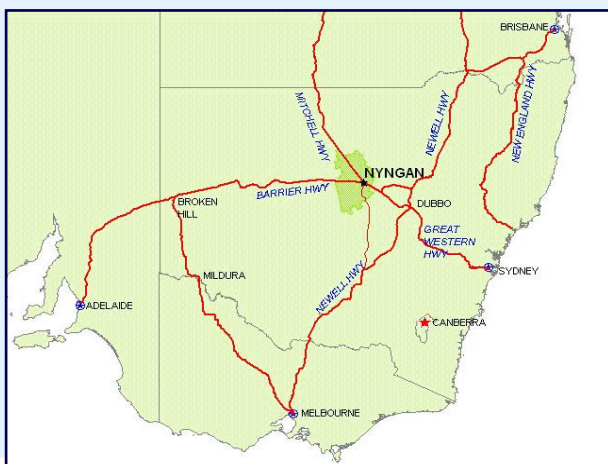 BRISBANE
MITCHELL HWY
NEWELL HWY
NEW ENGLAND HWY
NYNGAN
BARRIER HWY
BROKEN
HILL
DUBBO
GREAT
WESTERN
HWY
MILDURA
NEWELL HWY
SYDNEY
ADELAIDE
CANBERRA
MELBOURNE